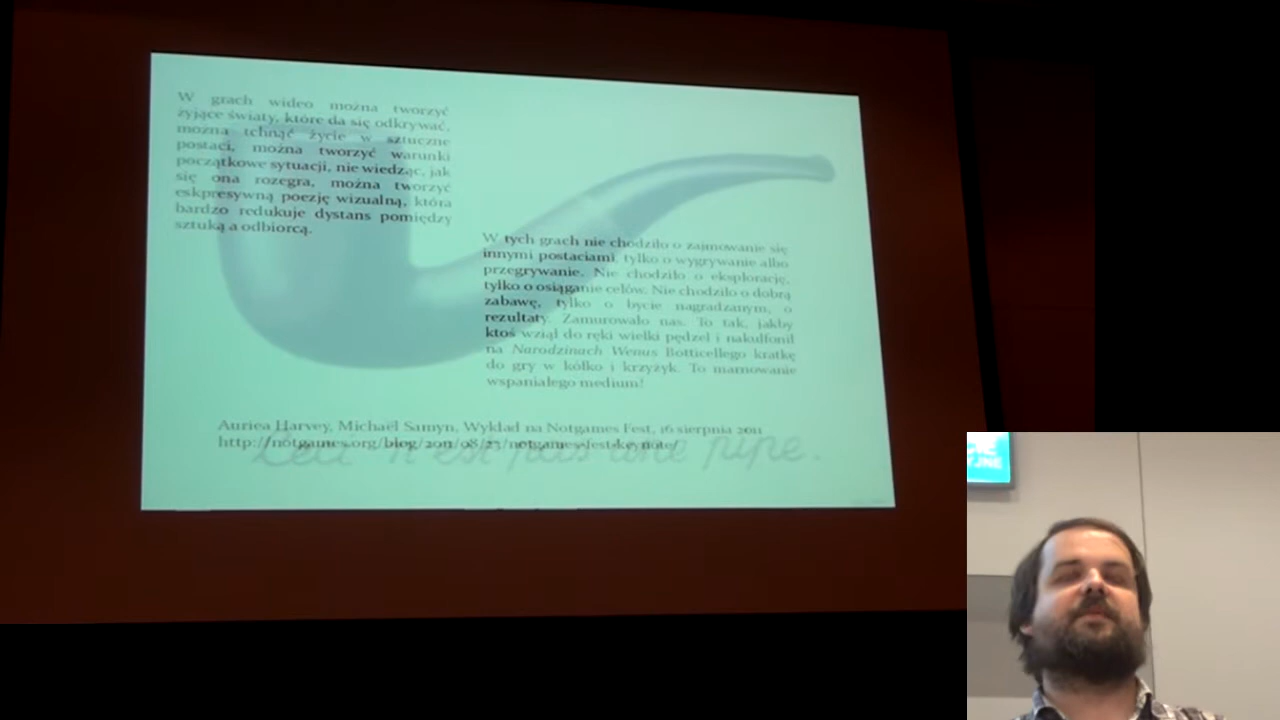 W grach wideo można tworzyć
żyjące światy, które da się odkrywać,
można tchnąć życie w sztuczne
postaci, można tworzyć warunki
początkowe sytuacji, nie wiedząc, jak
się ona rozegra, można tworzyć
eskpresywną poezję wizualną, która
bardzo redukuje dystans pomiędzy
sztuką a odbiorcą.
W tych grach nie chodziło o zajmowanie się
innymi postaciami, tylko o wygrywanie albo
przegrywanie. Nie chodziło o eksplorację,
tylko o osiąganie celów. Nie chodziło o dobrą
zabawę, tylko o bycie nagradzanym, o
rezultaty. Zamurowało nas. To tak, jakby
ktoś wziął do ręki wielki pędzel i nakulfonił
na Narodzinach Wenus Botticellego kratkę
do gry w kółko i krzyżyk. To marnowanie
wspaniałego medium!
Auriea Harvey, Michaël Samyn, Wykład na Notgames Fest, 16 sierpnia 2011
http://notgames.org/blog/2011/08/23/notgames-fest-keynote/
Ceci n'est pas une pipe.
CIE
YJNE